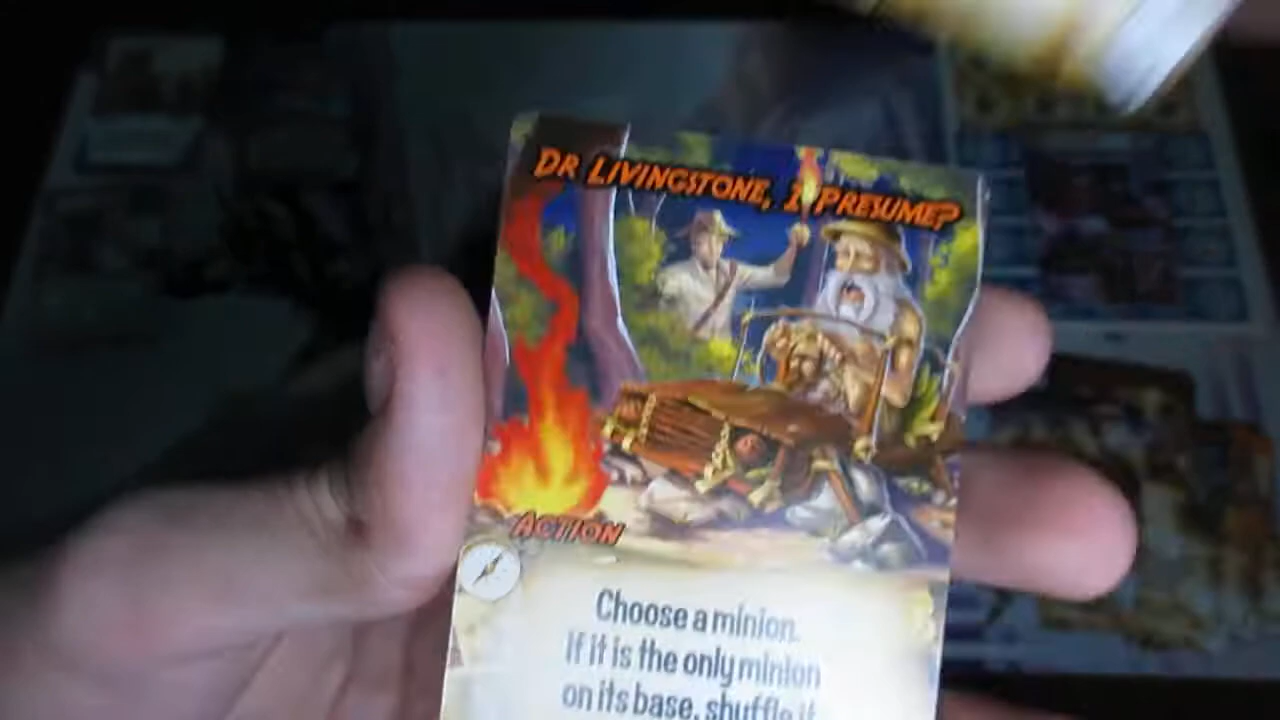 DR LIVINGSTONE, I PRESUME?
ACTION
Choose a minion.
If it is the only minion
on its base, shuffle it